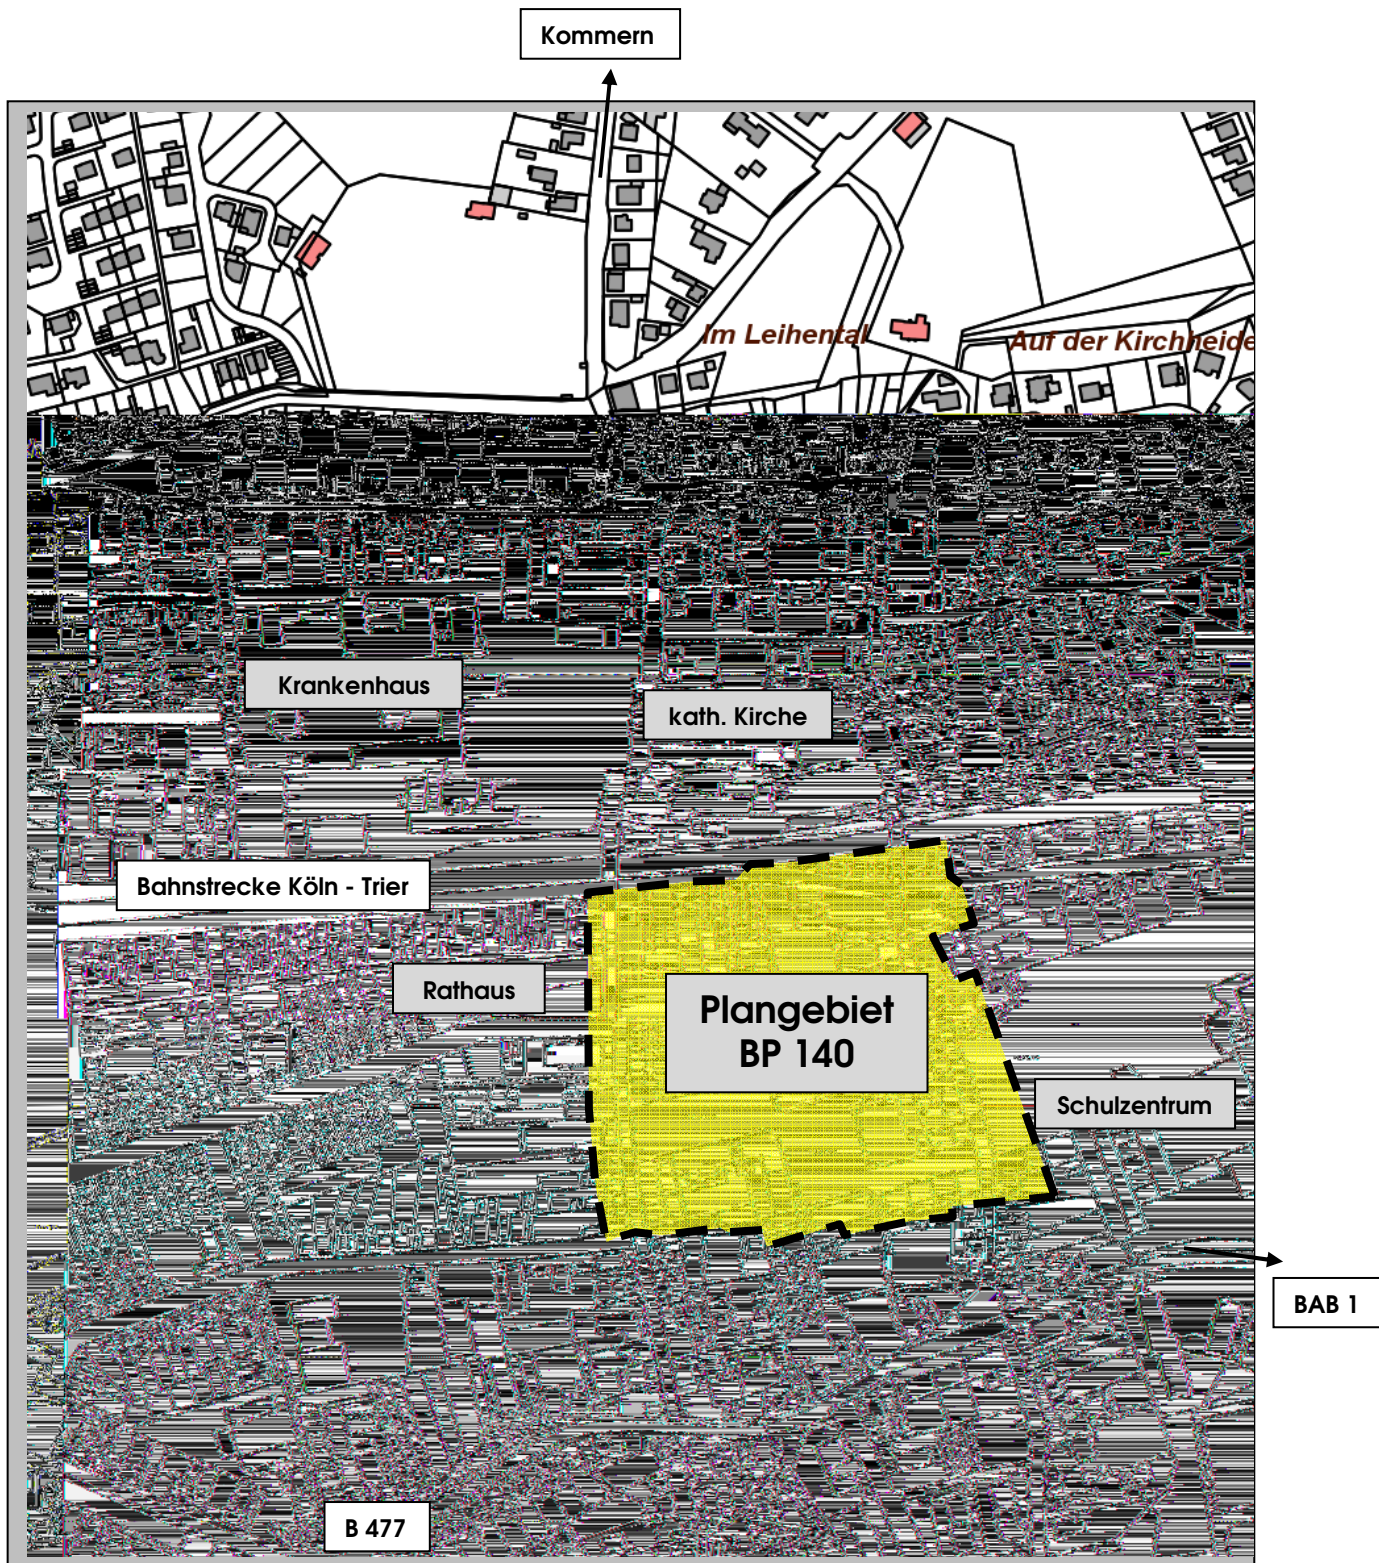 Kommern
Im Leihental
Auf der Kirchheide
Krankenhaus
kath. Kirche
Bahnstrecke Köln - Trier
Rathaus
Plangebiet
BP 140
Schulzentrum
BAB 1
B 477